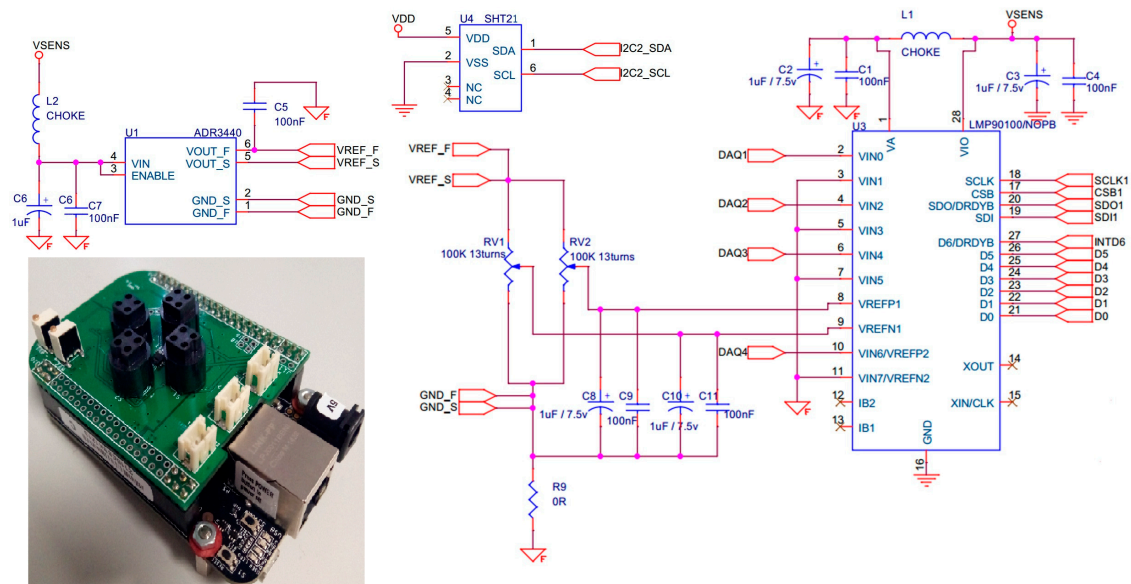 VSENS
L2
CHOKE
U1
ADR3440
VIN
ENABLE
4
3
VOUT_F
VOUT_S
6
5
VREF_F
VREF_S
GND_S
GND_F
2
1
GND_S
GND_F
C5
100nF
F
C6
1uF
C6
C7
100nF
F
F
VDD
U4
SHT21
5
VDD
2
VSS
3
NC
4
NC
SDA
1
I2C2_SDA
SCL
6
I2C2_SCL
VREF_F
VREF_S
RV1
100K 13turns
RV2
100K 13turns
GND_F
GND_S
C8
1uF / 7.5v
C9
100nF
C10
1uF / 7.5v
C11
100nF
R9
0R
F
L1
CHOKE
VSENS
C2
1uF / 7.5v
C1
100nF
C3
1uF / 7.5v
C4
100nF
F
F
F
U3
LMP90100/NOPB
1
VA
28
VIO
DAQ1
2
VIN0
3
VIN1
DAQ2
4
VIN2
5
VIN3
DAQ3
6
VIN4
7
VIN5
8
VREFP1
9
VREFN1
DAQ4
10
VIN6/VREFP2
11
VIN7/VREFN2
12
IB2
13
IB1
SCLK
18
SCLK1
CSB
17
CSB1
SDO/DRDYB
20
SDO1
SDI
19
SDI1
D6/DRDYB
27
INTD6
D5
26
D5
D4
25
D4
D3
24
D3
D2
23
D2
D1
22
D1
D0
21
D0
XOUT
14
XIN/CLK
15
GND
16
5V
Press POWER
button to
power off
S1